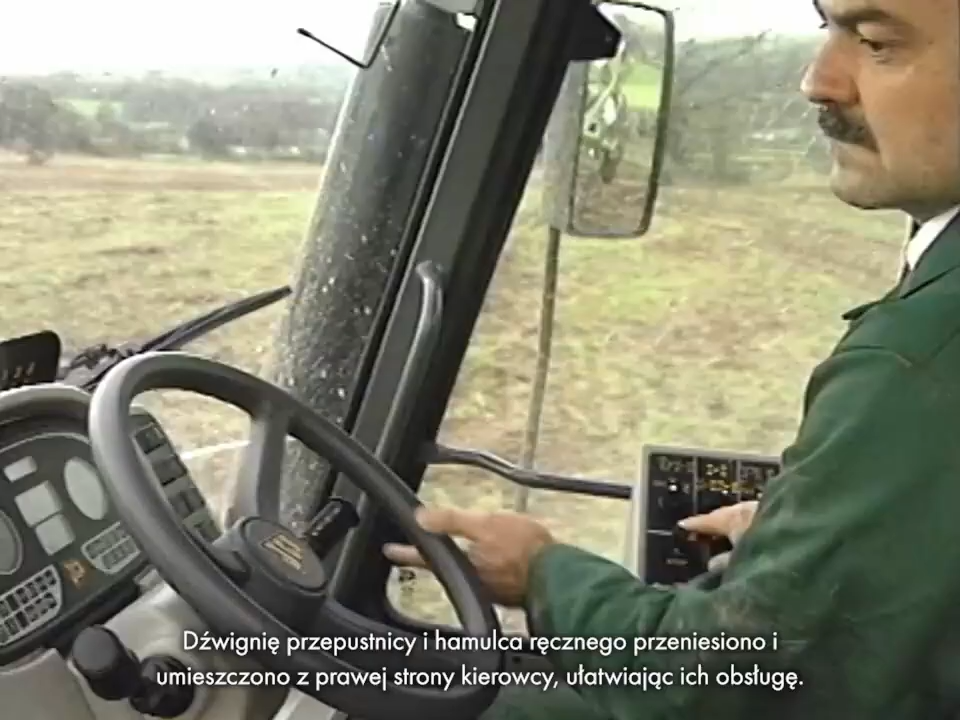 Dźwignię przepustnicy i hamulca ręcznego przeniesiono i
umieszczono z prawej strony kierowcy, ułatwiając ich obsługę.